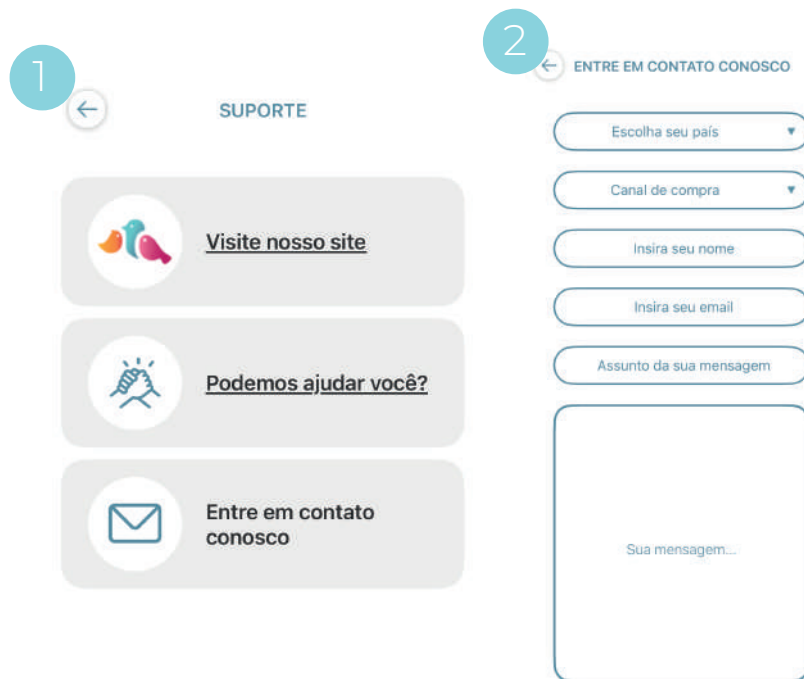 1
SUPORTE
Visite nosso site
Podemos ajudar você?
Entre em contato
conosco
2
ENTRE EM CONTATO CONOSCO
Escolha seu país
Canal de compra
Insira seu nome
Insira seu email
Assunto da sua mensagem
Sua mensagem...